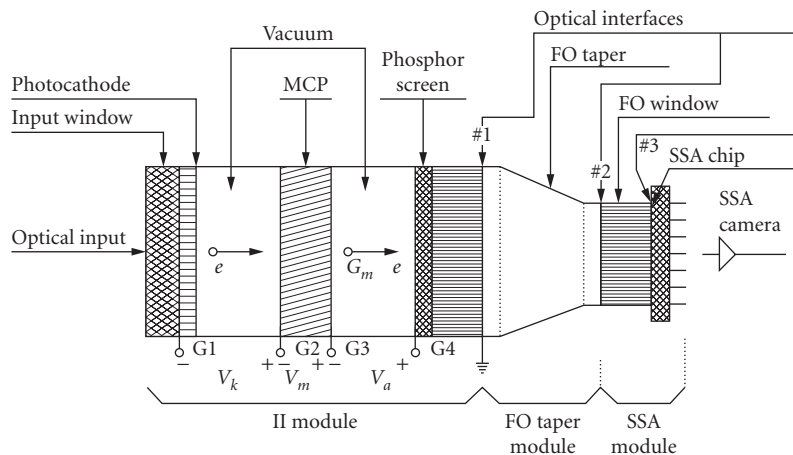 Optical interfaces
Vacuum
FO taper
Photocathode
MCP
Phosphor
screen
FO window
Input window
#1
#2
#3
SSA chip
SSA
camera
Optical input
e
G_m
e
G1
G2
G3
G4
− + − + − +
V_k
V_m
V_a
II module
FO taper
module
SSA
module